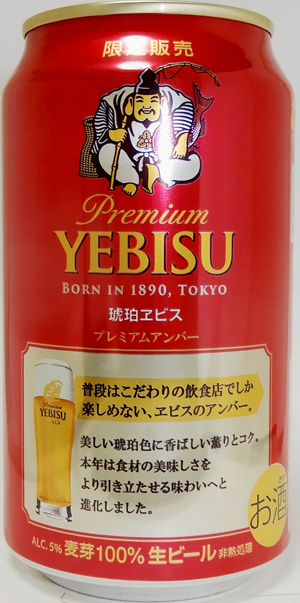 限定販売
Premium
YEBISU
BORN IN 1890, TOKYO
琥珀ヱビス
プレミアムアンバー
Premium
YEBISU
ヱビス
普段はこだわりの飲食店でしか
楽しめない、ヱビスのアンバー。
美しい琥珀色に香ばしい薫りとコク。
本年は食材の美味しさを
より引き立たせる味わいへと
進化しました。
お酒
ALC. 5% 麦芽100% 生ビール 非熱処理